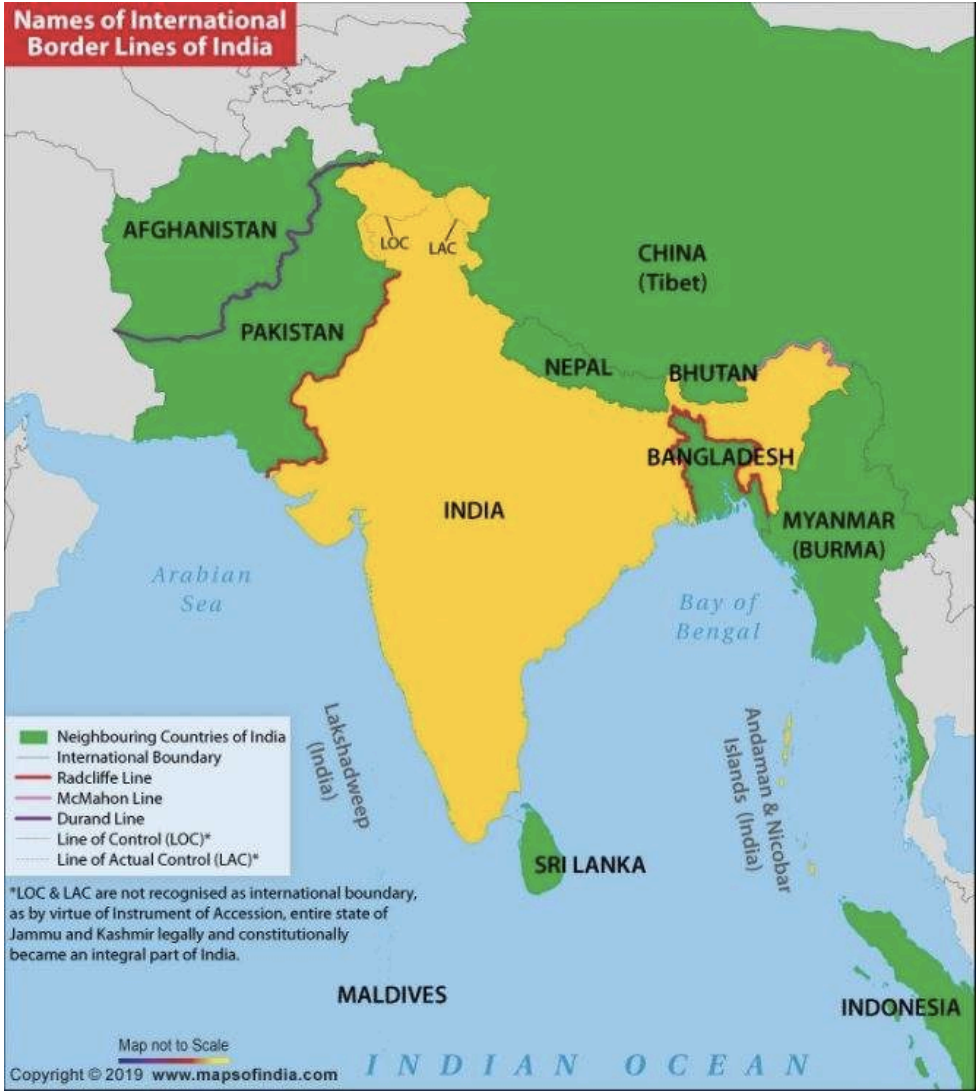 Names of International
Border Lines of India
AFGHANISTAN
LOC
LAC
CHINA
(Tibet)
PAKISTAN
NEPAL
BHUTAN
BANGLADESH
INDIA
MYANMAR
(BURMA)
Arabian
Sea
Bay of
Bengal
Lakshadweep
(India)
Andaman & Nicobar
Islands (India)
Neighbouring Countries of India
International Boundary
Radcliffe Line
McMahon Line
Durand Line
Line of Control (LOC)*
Line of Actual Control (LAC)*
SRI LANKA
*LOC & LAC are not recognised as international boundary,
as by virtue of Instrument of Accession, entire state of
Jammu and Kashmir legally and constitutionally
became an integral part of India.
MALDIVES
INDONESIA
Map not to Scale
INDIAN OCEAN
Copyright © 2019 www.mapsofindia.com